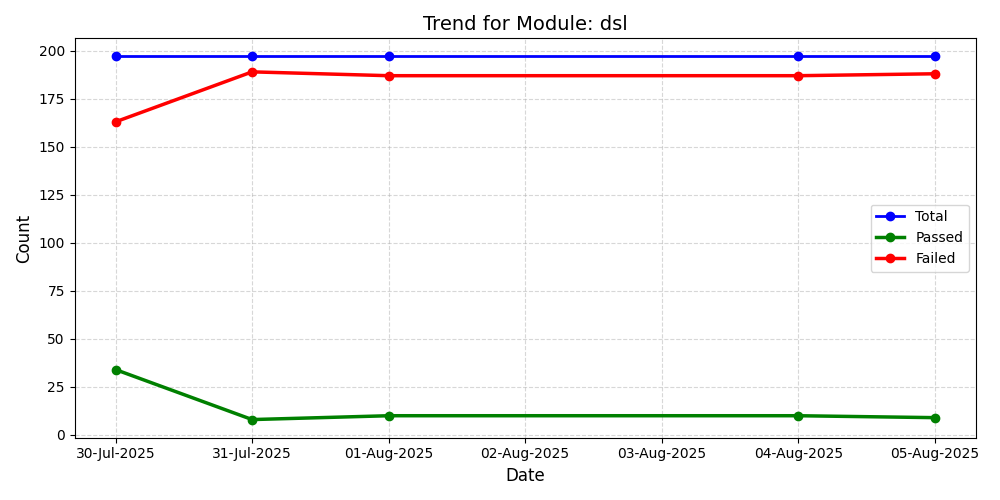 Trend for Module: dsl
200
175
150
125
100
75
50
25
0
Count
Total
Passed
Failed
30-Jul-2025
31-Jul-2025
01-Aug-2025
02-Aug-2025
03-Aug-2025
04-Aug-2025
05-Aug-2025
Date